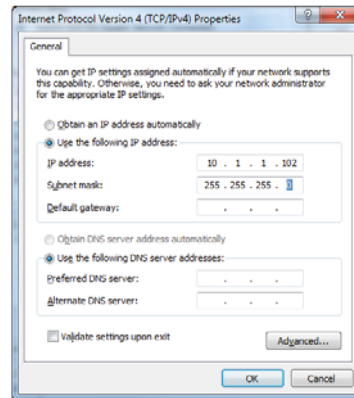 Internet Protocol Version 4 (TCP/IPv4) Properties
General
You can get IP settings assigned automatically if your network supports
this capability. Otherwise, you need to ask your network administrator
for the appropriate IP settings.
Obtain an IP address automatically
Use the following IP address:
IP address: 10 . 1 . 1 . 102
Subnet mask: 255 . 255 . 255 . 0
Default gateway: . . .
Obtain DNS server address automatically
Use the following DNS server addresses:
Preferred DNS server: . . .
Alternate DNS server: . . .
Validate settings upon exit
Advanced...
OK Cancel